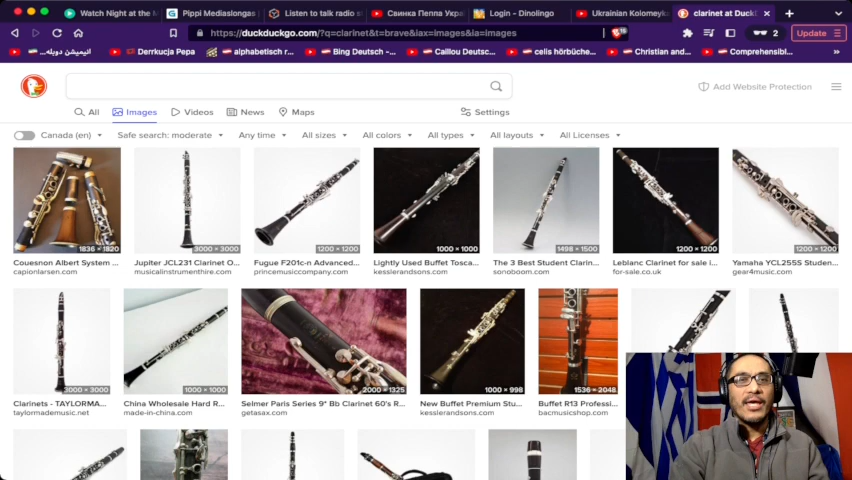 Watch Night at the M
Pippi Mediaslongas
Listen to talk radio s
Свинка Пеппа Укра
Login - Dinolingo
Ukrainian Kolomeyka
clarinet at Duck
https://duckduckgo.com/?q=clarinet&t=brave&iax=images&ia=images
2
Update
انیمیشن دوبله...
Derrkucja Pepa
alphabetisch r...
Bing Deutsch -...
Caillou Deutsc...
celis hörbüche...
Christian and...
Comprehensibl...
Add Website Protection
All
Images
Videos
News
Maps
Settings
Canada (en)
Safe search: moderate
Any time
All sizes
All colors
All types
All layouts
All Licenses
1836 × 1820
3000 × 3000
1200 × 1200
1000 × 1000
1498 × 1500
1200 × 1200
1200 × 1200
Couesnon Albert System ...
Jupiter JCL231 Clarinet O...
Fugue F201c-n Advanced...
Lightly Used Buffet Tosca...
The 3 Best Student Clarin...
Leblanc Clarinet for sale i...
Yamaha YCL255S Studen...
capionlarsen.com
musicalinstrumenthire.com
princemusiccompany.com
kesslerandsons.com
sonoboom.com
for-sale.co.uk
gear4music.com
3000 × 3000
1000 × 1000
2000 × 1325
1000 × 998
1536 × 2048
Clarinets - TAYLORMA...
China Wholesale Hard R...
Selmer Paris Series 9* Bb Clarinet 60's R...
New Buffet Premium Stu...
Buffet R13 Professi...
taylormademusic.net
made-in-china.com
getasax.com
kesslerandsons.com
bacmusicshop.com